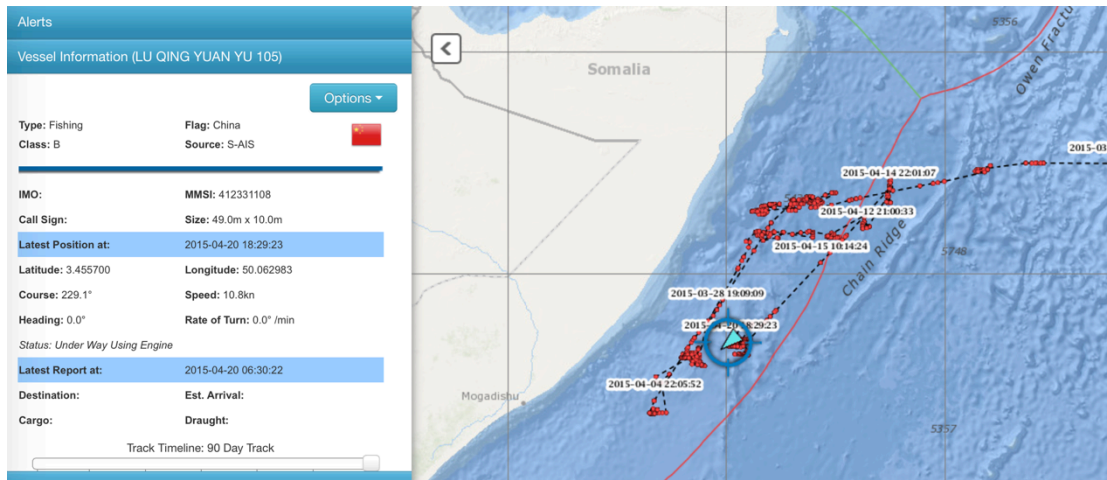 Alerts
Vessel Information (LU QING YUAN YU 105)
Options
Type: Fishing
Flag: China
Class: B
Source: S-AIS
IMO:
MMSI: 412331108
Call Sign:
Size: 49.0m x 10.0m
Latest Position at:
2015-04-20 18:29:23
Latitude: 3.455700
Longitude: 50.062983
Course: 229.1°
Speed: 10.8kn
Heading: 0.0°
Rate of Turn: 0.0° /min
Status: Under Way Using Engine
Latest Report at:
2015-04-20 06:30:22
Destination:
Est. Arrival:
Cargo:
Draught:
Track Timeline: 90 Day Track
5356
Owen Fractu
Somalia
2015-03
2015-04-14 22:01:07
2015-04-12 21:00:33
2015-04-15 10:14:24
5748
Chain Ridge
2015-03-28 19:09:09
2015-04-20 18:29:23
2015-04-04 22:05:52
Mogadishu
5357